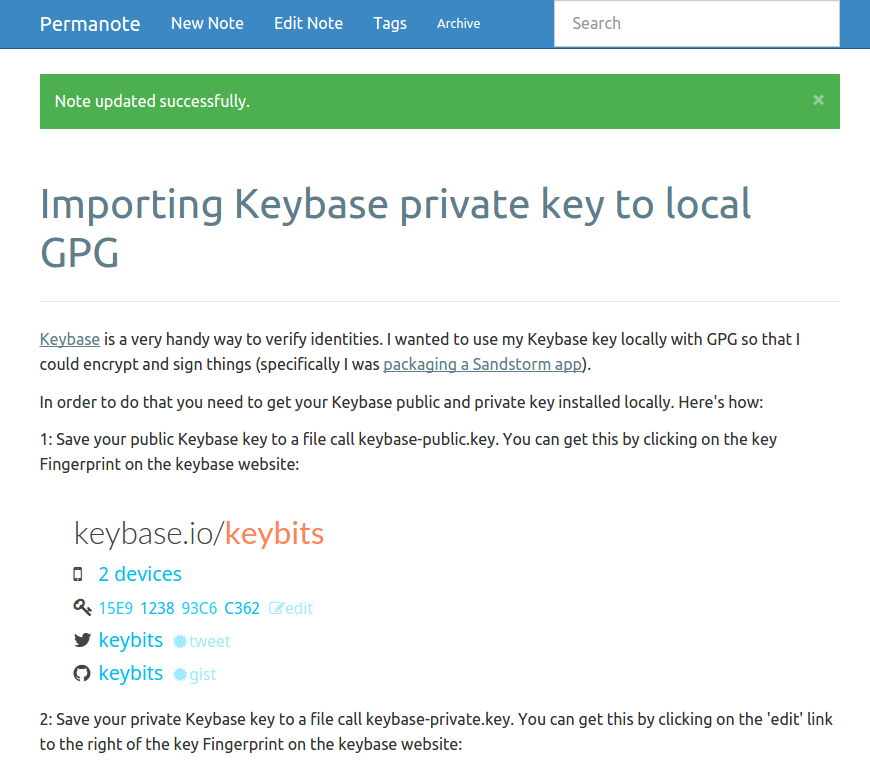 Permanote New Note Edit Note Tags Archive Search
Note updated successfully. ×
Importing Keybase private key to local
GPG
Keybase is a very handy way to verify identities. I wanted to use my Keybase key locally with GPG so that I
could encrypt and sign things (specifically I was packaging a Sandstorm app).
In order to do that you need to get your Keybase public and private key installed locally. Here's how:
1: Save your public Keybase key to a file call keybase-public.key. You can get this by clicking on the key
Fingerprint on the keybase website:
keybase.io/keybits
2 devices
15E9 1238 93C6 C362 edit
keybits tweet
keybits gist
2: Save your private Keybase key to a file call keybase-private.key. You can get this by clicking on the 'edit' link
to the right of the key Fingerprint on the keybase website: